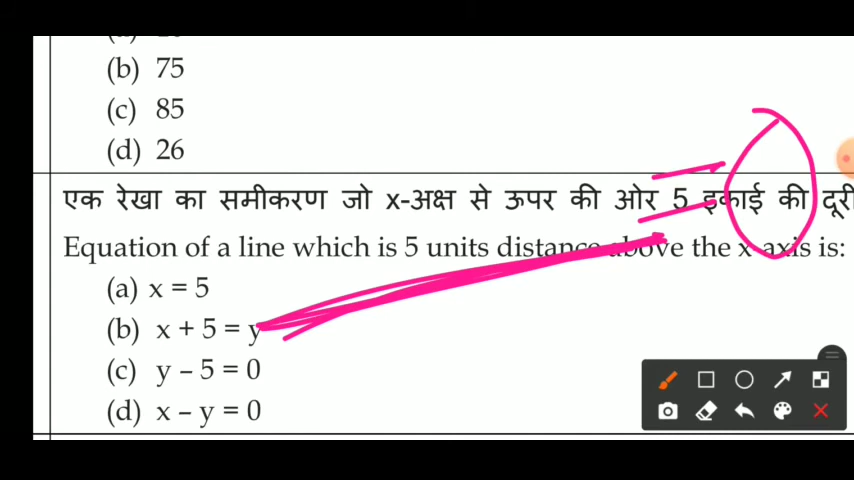 (b) 75
(c) 85
(d) 26
एक रेखा का समीकरण जो x-अक्ष से ऊपर की ओर 5 इकाई की दूरी
Equation of a line which is 5 units distance above the x-axis is:
(a) x = 5
(b) x + 5 = y
(c) y – 5 = 0
(d) x – y = 0